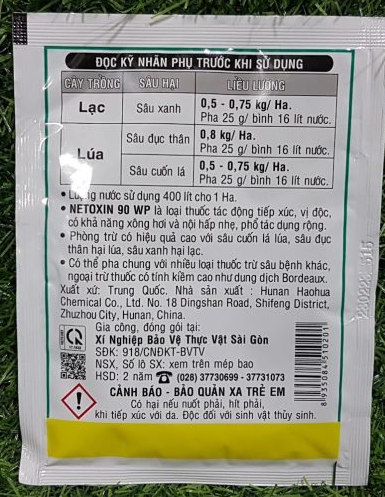 ĐỌC KỸ NHÃN PHỤ TRƯỚC KHI SỬ DỤNG
CÂY TRỒNG SÂU HẠI LIỀU LƯỢNG
Lạc Sâu xanh 0,5 - 0,75 kg/ Ha.
Pha 25 g/ bình 16 lít nước.
Lúa Sâu đục thân 0,8 kg/ Ha.
Pha 25 g/ bình 16 lít nước.
Sâu cuốn lá 0,5 - 0,75 kg/ Ha.
Pha 25 g/ bình 16 lít nước.
• Lượng nước sử dụng 400 lít cho 1 Ha.
• NETOXIN 90 WP là loại thuốc tác động tiếp xúc, vị độc,
có khả năng xông hơi và nội hấp nhẹ, phổ tác dụng rộng.
• Phòng trừ có hiệu quả cao với sâu cuốn lá lúa, sâu đục
thân hại lúa, sâu xanh hại lạc.
• Có thể pha chung với nhiều loại thuốc trừ sâu bệnh khác,
ngoại trừ thuốc có tính kiềm cao như dung dịch Bordeaux.
Xuất xứ: Trung Quốc. Nhà sản xuất : Hunan Haohua
Chemical Co., Ltd. No. 18 Dingshan Road, Shifeng District,
Zhuzhou City, Hunan, China.
Gia công, đóng gói tại:
Xí Nghiệp Bảo Vệ Thực Vật Sài Gòn
SĐK: 918/CNĐKT-BVTV
NSX, Số lô SX: xem trên mép bao
HSD: 2 năm ☎ (028) 37730699 - 37731073
8 935084 510201
CẢNH BÁO - BẢO QUẢN XA TRẺ EM
Có hại nếu nuốt phải, hít phải,
khi tiếp xúc với da. Độc đối với sinh vật thủy sinh.